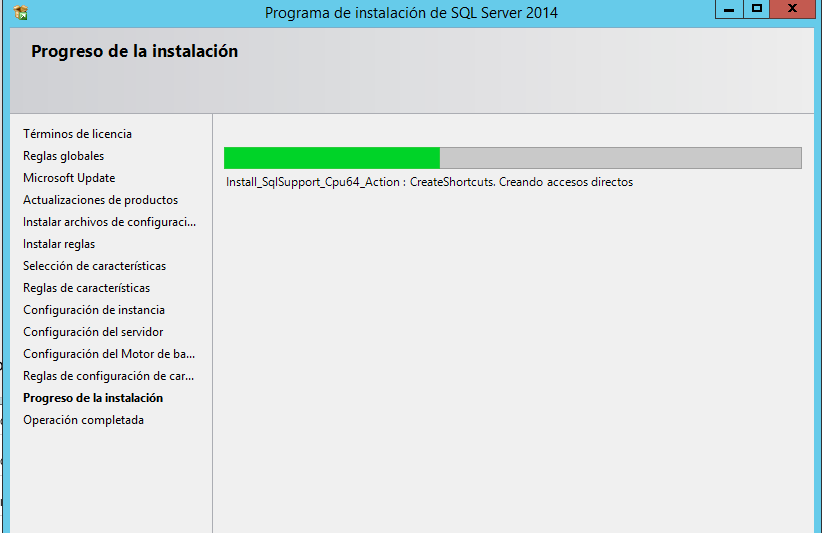 Programa de instalación de SQL Server 2014
Progreso de la instalación
Términos de licencia
Reglas globales
Microsoft Update
Actualizaciones de productos
Instalar archivos de configuraci...
Instalar reglas
Selección de características
Reglas de características
Configuración de instancia
Configuración del servidor
Configuración del Motor de ba...
Reglas de configuración de car...
Progreso de la instalación
Operación completada
Install_SqlSupport_Cpu64_Action : CreateShortcuts. Creando accesos directos